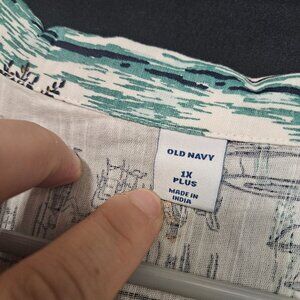 OLD NAVY
1X
PLUS
MADE IN
INDIA